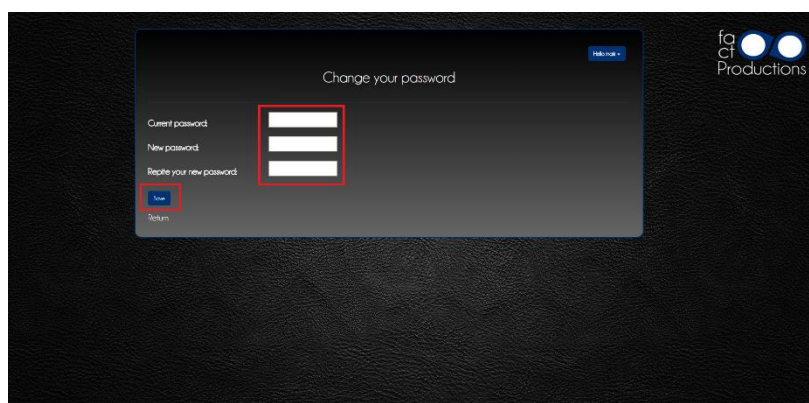 fa
ct
Productions
Hello
Change your password
Current password:
New password:
Repite your new password:
Save
Return